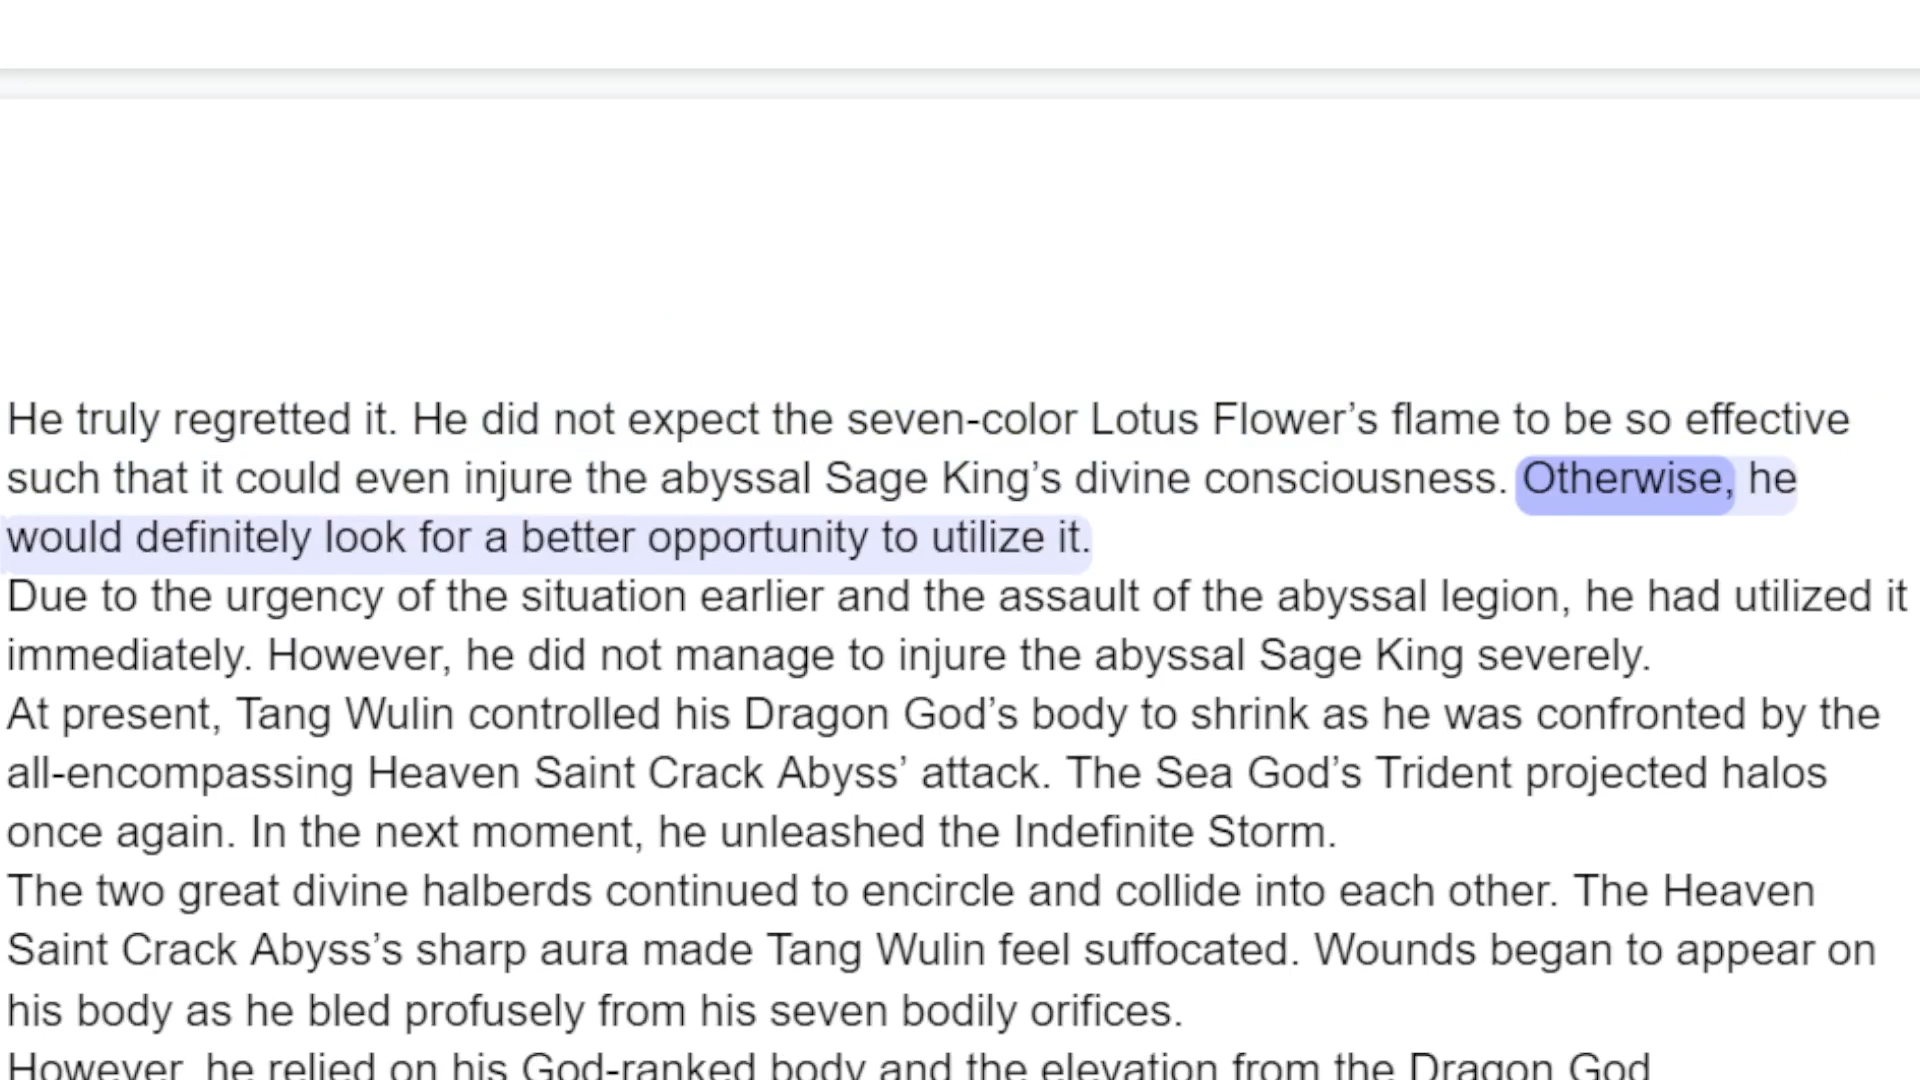 He truly regretted it. He did not expect the seven-color Lotus Flower’s flame to be so effective
such that it could even injure the abyssal Sage King’s divine consciousness. Otherwise, he
would definitely look for a better opportunity to utilize it.
Due to the urgency of the situation earlier and the assault of the abyssal legion, he had utilized it
immediately. However, he did not manage to injure the abyssal Sage King severely.
At present, Tang Wulin controlled his Dragon God’s body to shrink as he was confronted by the
all-encompassing Heaven Saint Crack Abyss’ attack. The Sea God’s Trident projected halos
once again. In the next moment, he unleashed the Indefinite Storm.
The two great divine halberds continued to encircle and collide into each other. The Heaven
Saint Crack Abyss’s sharp aura made Tang Wulin feel suffocated. Wounds began to appear on
his body as he bled profusely from his seven bodily orifices.
However, he relied on his God-ranked body and the elevation from the Dragon God